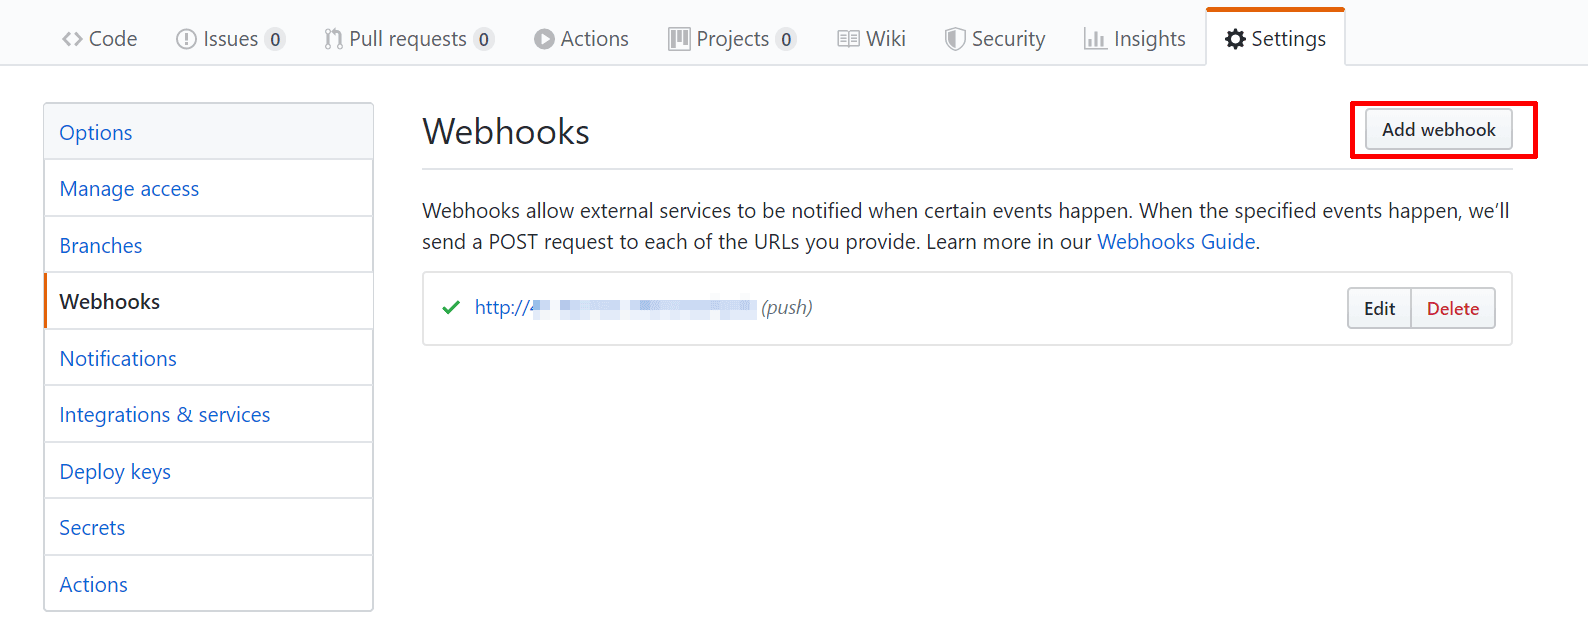 Code Issues 0 Pull requests 0 Actions Projects 0 Wiki Security Insights Settings
Options
Manage access
Branches
Webhooks
Notifications
Integrations & services
Deploy keys
Secrets
Actions
Webhooks
Add webhook
Webhooks allow external services to be notified when certain events happen. When the specified events happen, we’ll
send a POST request to each of the URLs you provide. Learn more in our Webhooks Guide.
http:// (push)
Edit Delete